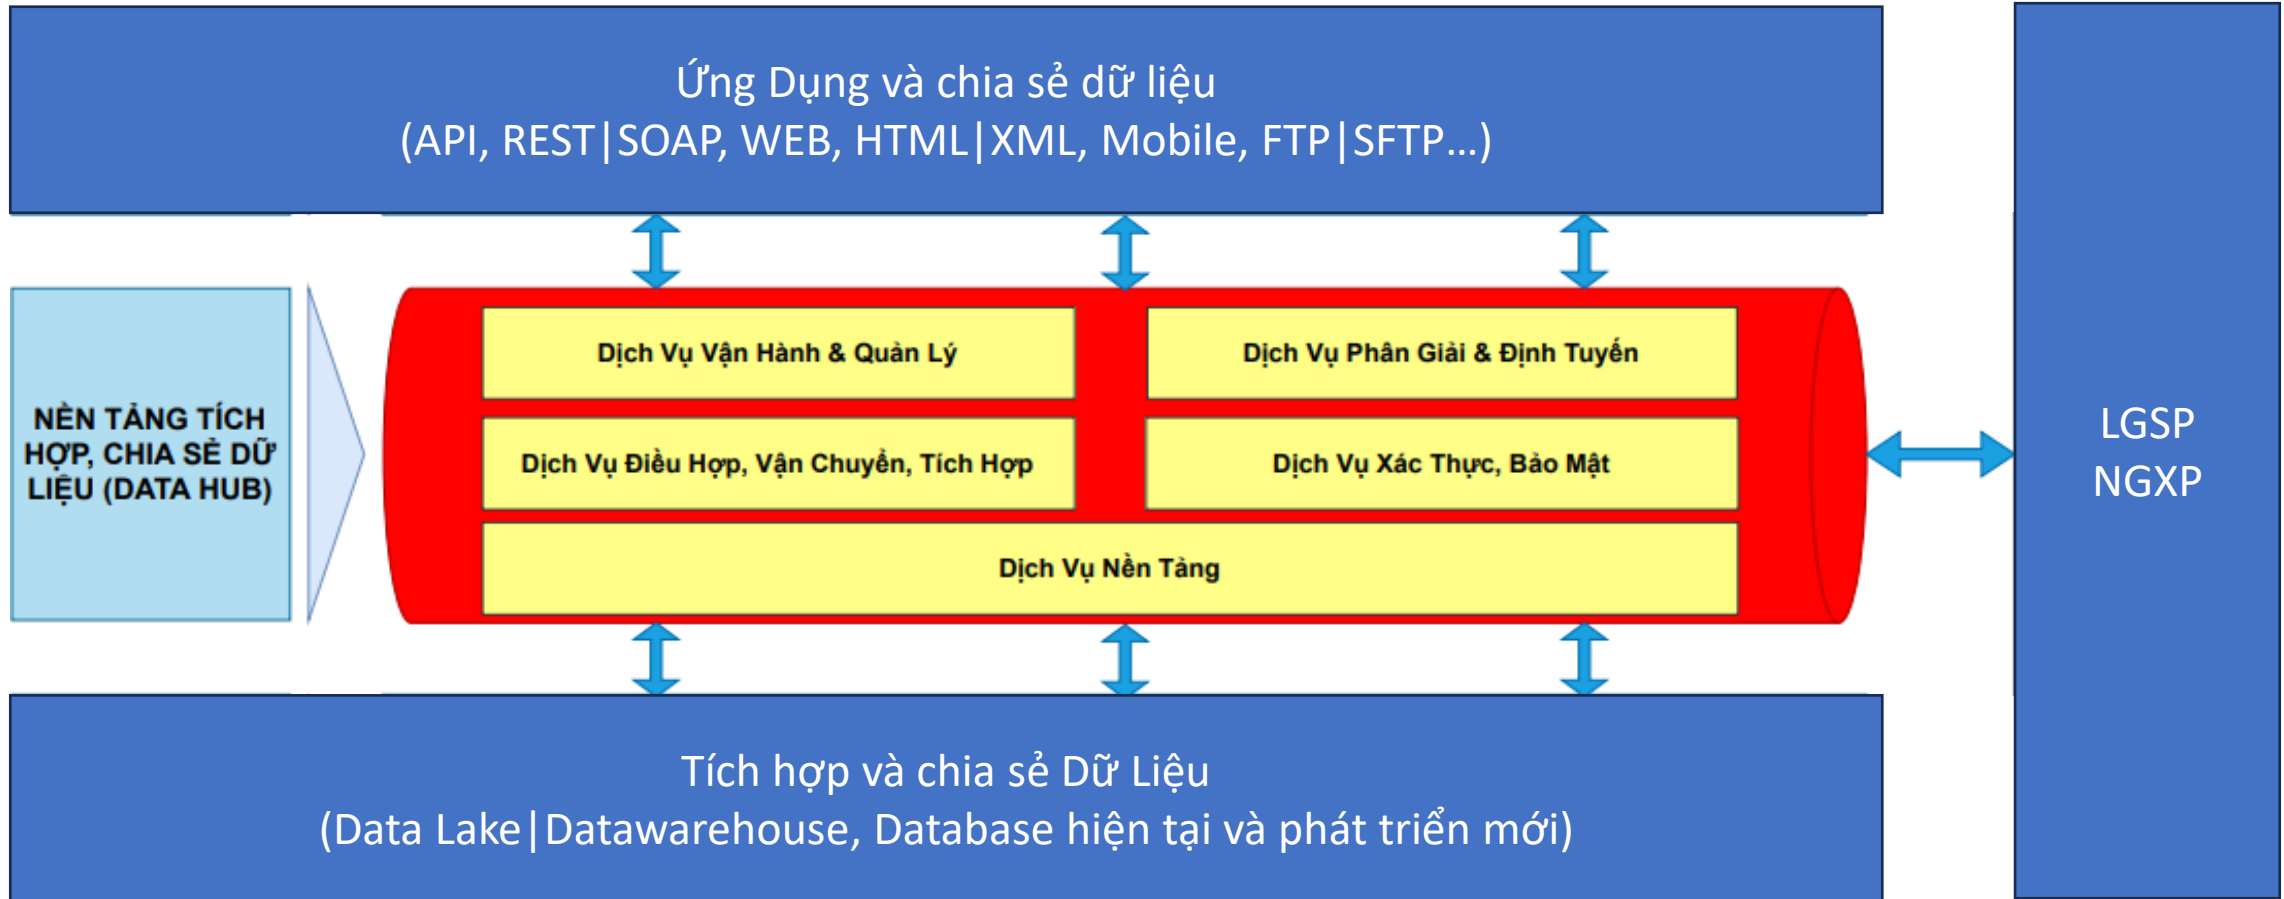 Ứng Dụng và chia sẻ dữ liệu
(API, REST|SOAP, WEB, HTML|XML, Mobile, FTP|SFTP...)
NỀN TẢNG TÍCH
HỢP, CHIA SẺ DỮ
LIỆU (DATA HUB)
Dịch Vụ Vận Hành & Quản Lý
Dịch Vụ Phân Giải & Định Tuyến
Dịch Vụ Điều Hợp, Vận Chuyển, Tích Hợp
Dịch Vụ Xác Thực, Bảo Mật
Dịch Vụ Nền Tảng
LGSP
NGXP
Tích hợp và chia sẻ Dữ Liệu
(Data Lake|Datawarehouse, Database hiện tại và phát triển mới)